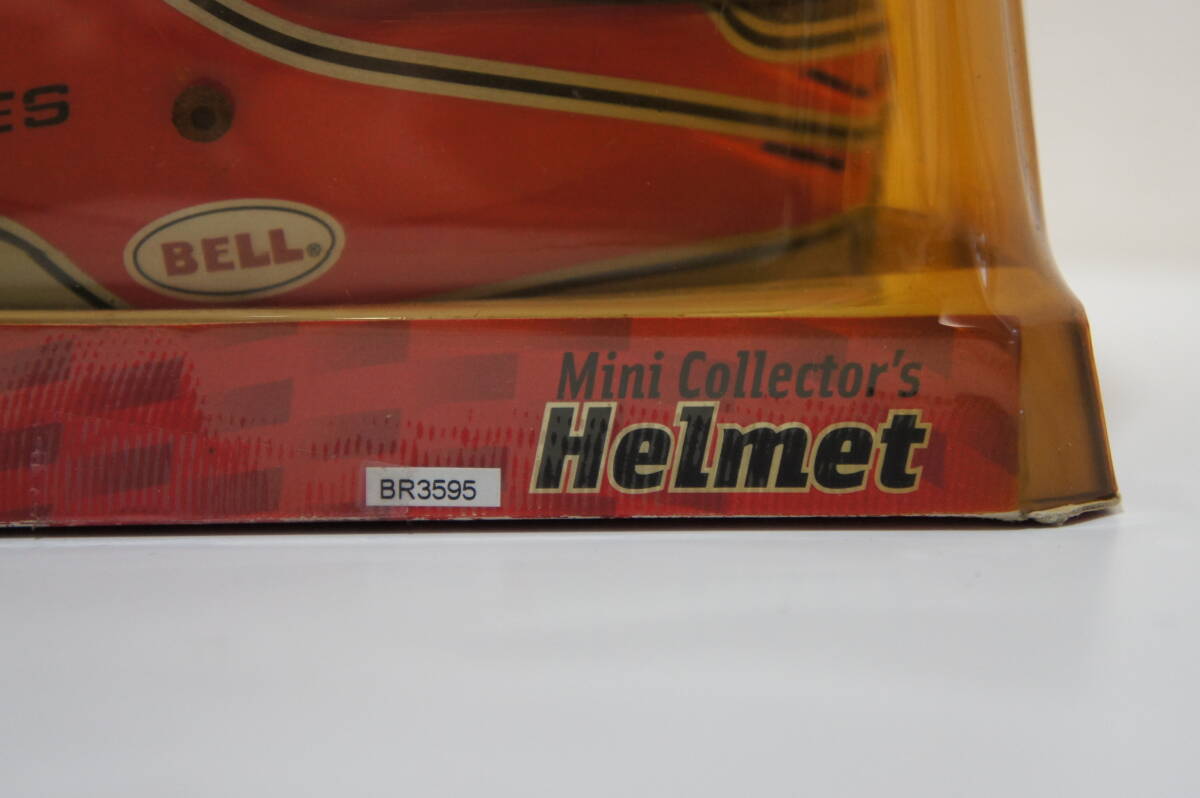 ES
BELL®
Mini Collector's
Helmet
BR3595